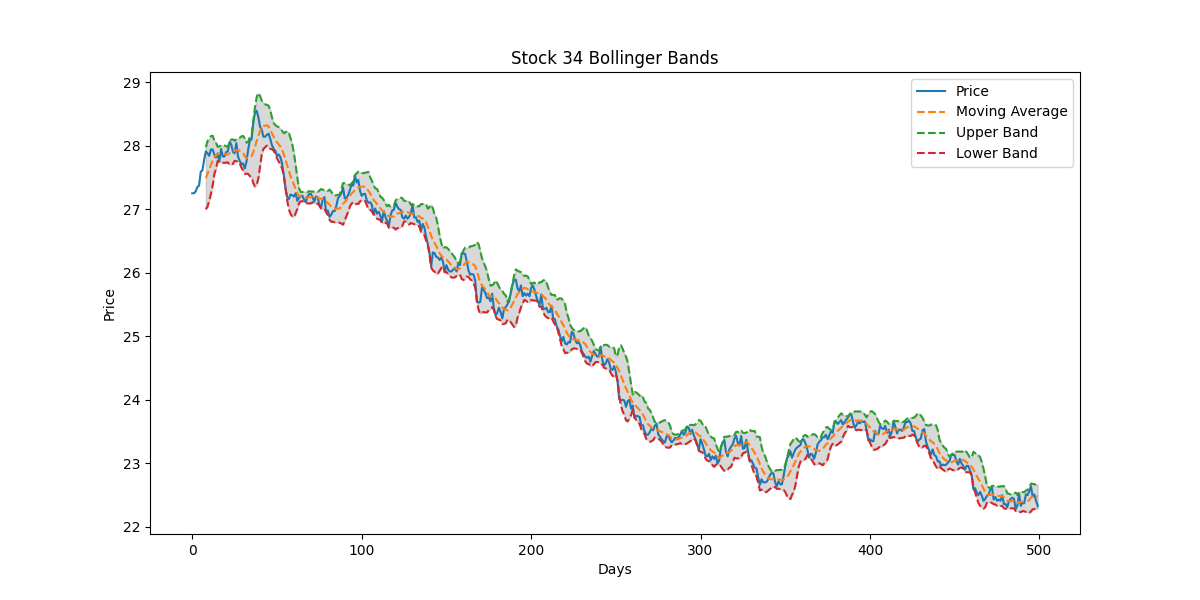 Stock 34 Bollinger Bands
Price
Moving Average
Upper Band
Lower Band
29
28
27
26
25
24
23
22
Price
0 100 200 300 400 500
Days